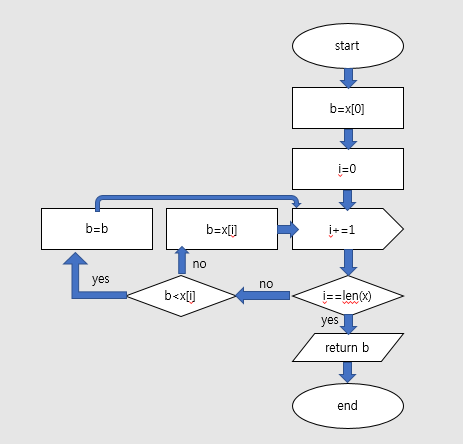 start
b=x[0]
i=0
b=b
b=x[i]
i+=1
yes
no
b<x[i]
no
i==len(x)
yes
return b
end